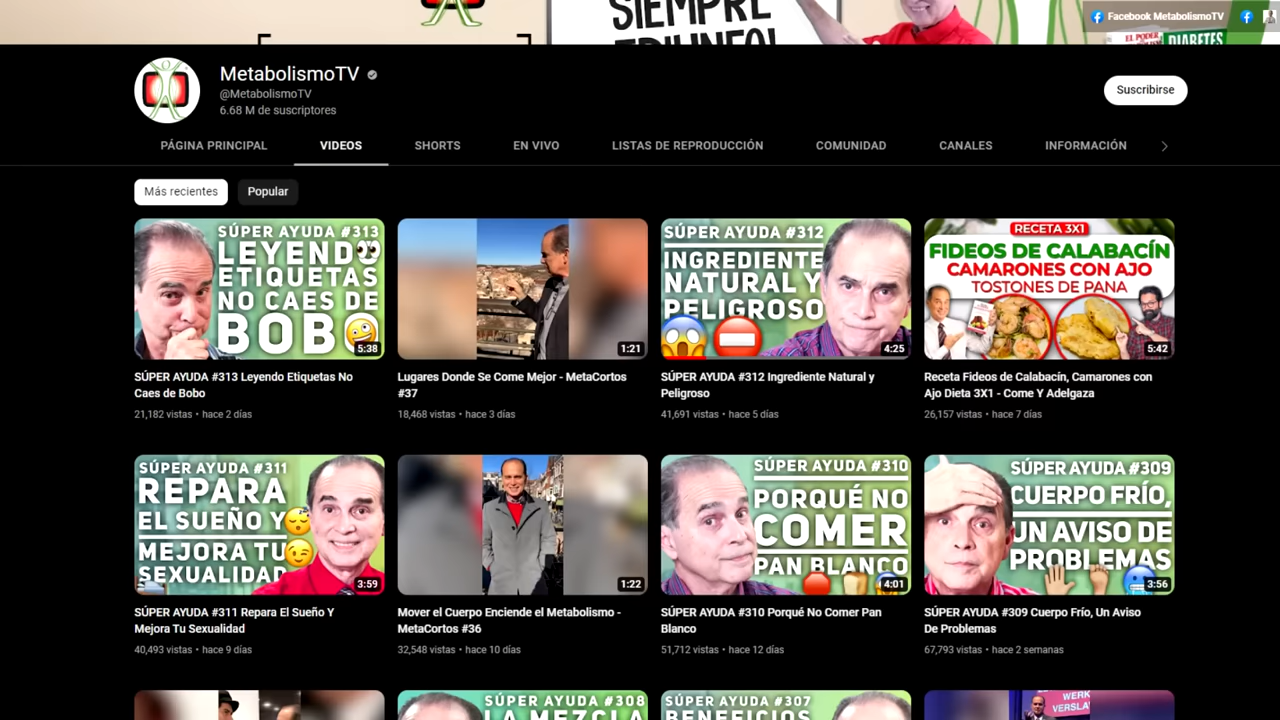 SIEMPRE
TRIUNFO!
EL PODER
DIABETES
Facebook MetabolismoTV
MetabolismoTV
@MetabolismoTV
6.68 M de suscriptores
Suscribirse
PÁGINA PRINCIPAL
VIDEOS
SHORTS
EN VIVO
LISTAS DE REPRODUCCIÓN
COMUNIDAD
CANALES
INFORMACIÓN
Más recientes
Popular
SÚPER AYUDA #313
LEYENDO
ETIQUETAS
NO CAES DE
BOBO
5:38
1:21
SÚPER AYUDA #312
INGREDIENTE
NATURAL Y
PELIGROSO
4:25
RECETA 3X1
FIDEOS DE CALABACÍN
CAMARONES CON AJO
TOSTONES DE PANA
5:42
SÚPER AYUDA #313 Leyendo Etiquetas No
Caes de Bobo
21,182 vistas • hace 2 días
Lugares Donde Se Come Mejor - MetaCortos
#37
18,468 vistas • hace 3 días
SÚPER AYUDA #312 Ingrediente Natural y
Peligroso
41,691 vistas • hace 5 días
Receta Fideos de Calabacín, Camarones con
Ajo Dieta 3X1 - Come Y Adelgaza
26,157 vistas • hace 7 días
SÚPER AYUDA #311
REPARA
EL SUEÑO Y
MEJORA TU
SEXUALIDAD
3:59
1:22
SÚPER AYUDA #310
PORQUÉ NO
COMER
PAN BLANCO
4:01
SÚPER AYUDA #309
CUERPO FRÍO,
UN AVISO DE
PROBLEMAS
3:56
SÚPER AYUDA #311 Repara El Sueño Y
Mejora Tu Sexualidad
40,493 vistas • hace 9 días
Mover el Cuerpo Enciende el Metabolismo -
MetaCortos #36
32,548 vistas • hace 10 días
SÚPER AYUDA #310 Porqué No Comer Pan
Blanco
51,712 vistas • hace 12 días
SÚPER AYUDA #309 Cuerpo Frío, Un Aviso
De Problemas
67,793 vistas • hace 2 semanas
SÚPER AYUDA #308
LA MEZCLA
SÚPER AYUDA #307
BENEFICIOS
WERK
VERSLA